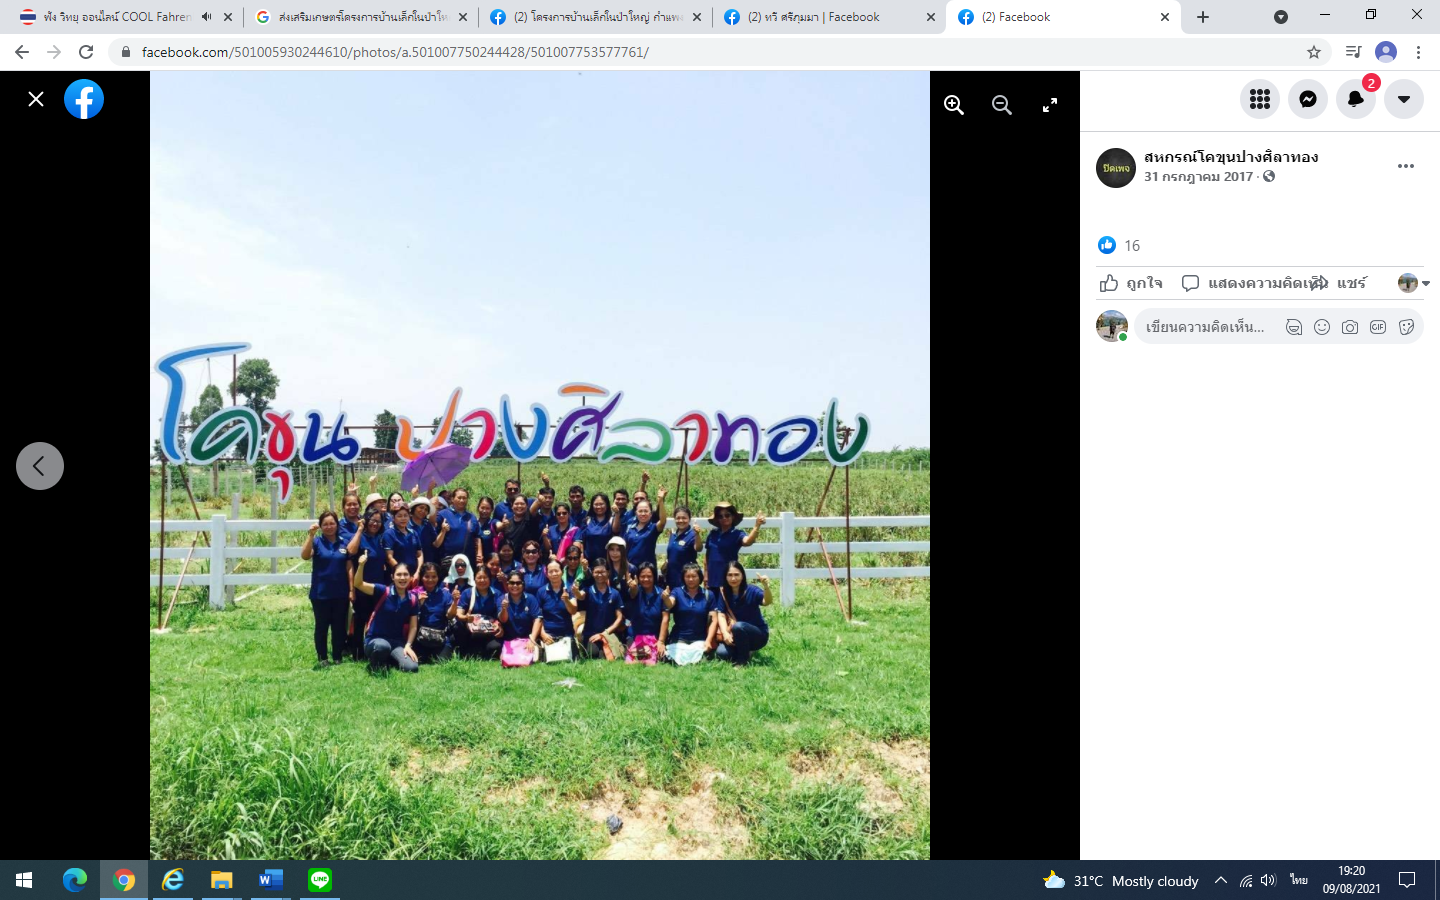 ฟัง วิทยุ ออนไลน์ COOL Fahren
ส่งเสริมเกษตรโครงการบ้านเล็กในป่าให
(2) โครงการบ้านเล็กในป่าใหญ่ กำแพง
(2) ทวี ศรีภุมมา | Facebook
(2) Facebook
facebook.com/501005930244610/photos/a.501007750244428/501007753577761/
2
ปิดเพจ
สหกรณ์โคขุนปางศิลาทอง
31 กรกฎาคม 2017
16
ถูกใจ
แสดงความคิดเห็น
แชร์
เขียนความคิดเห็น...
GIF
โคขุน ปางศิลาทอง
31°C Mostly cloudy
ไทย
19:20
09/08/2021
LINE